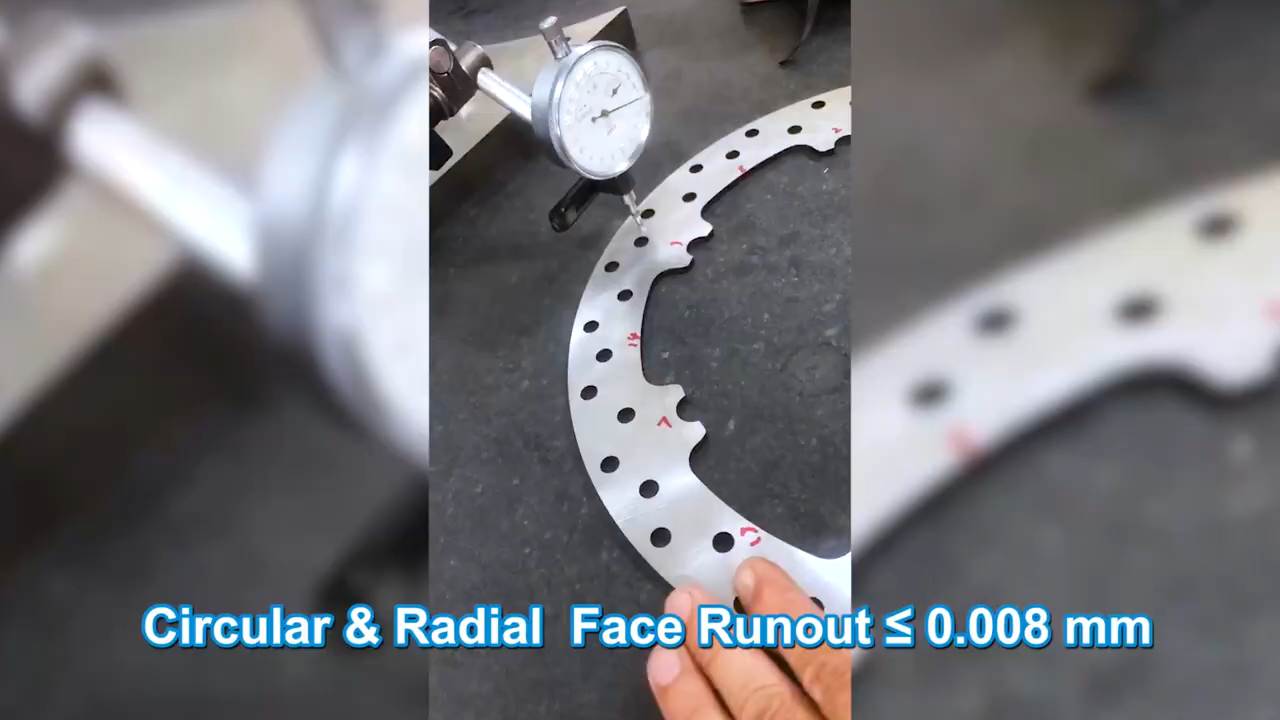 Circular & Radial Face Runout ≤ 0.008 mm